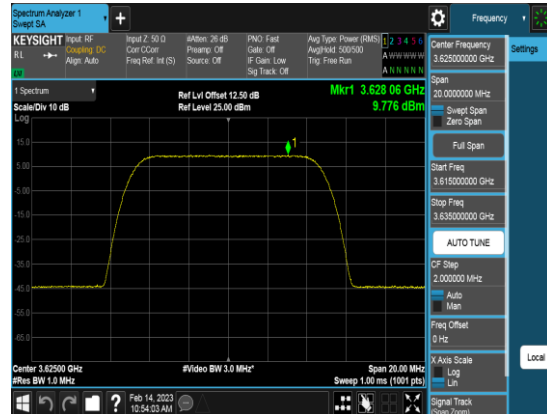 Spectrum Analyzer 1
Swept SA
+
Frequency
KEYSIGHT
Input: RF
Coupling: DC
Align: Auto
RL
LNI
Input Z: 50 Ω
Corr CCorr
Freq Ref: Int (S)
#Atten: 26 dB
Preamp: Off
Source: Off
PNO: Fast
Gate: Off
IF Gain: Low
Sig Track: Off
Avg Type: Power (RMS)
Avg|Hold: 500/500
Trig: Free Run
1 2 3 4 5 6
A W W W W W
A N N N N N
1 Spectrum
Scale/Div 10 dB
Log
Ref Lvl Offset 12.50 dB
Ref Level 25.00 dBm
Mkr1 3.628 06 GHz
9.776 dBm
1
15.0
5.00
-5.00
-15.0
-25.0
-35.0
-45.0
-55.0
-65.0
Center 3.62500 GHz
#Res BW 1.0 MHz
#Video BW 3.0 MHz*
Span 20.00 MHz
Sweep 1.00 ms (1001 pts)
Feb 14, 2023
10:54:03 AM
Center Frequency
3.625000000 GHz
Settings
Span
20.0000000 MHz
Swept Span
Zero Span
Full Span
Start Freq
3.615000000 GHz
Stop Freq
3.635000000 GHz
AUTO TUNE
CF Step
2.000000 MHz
Auto
Man
Freq Offset
0 Hz
X Axis Scale
Log
Lin
Local
Signal Track
(Span Zoom)